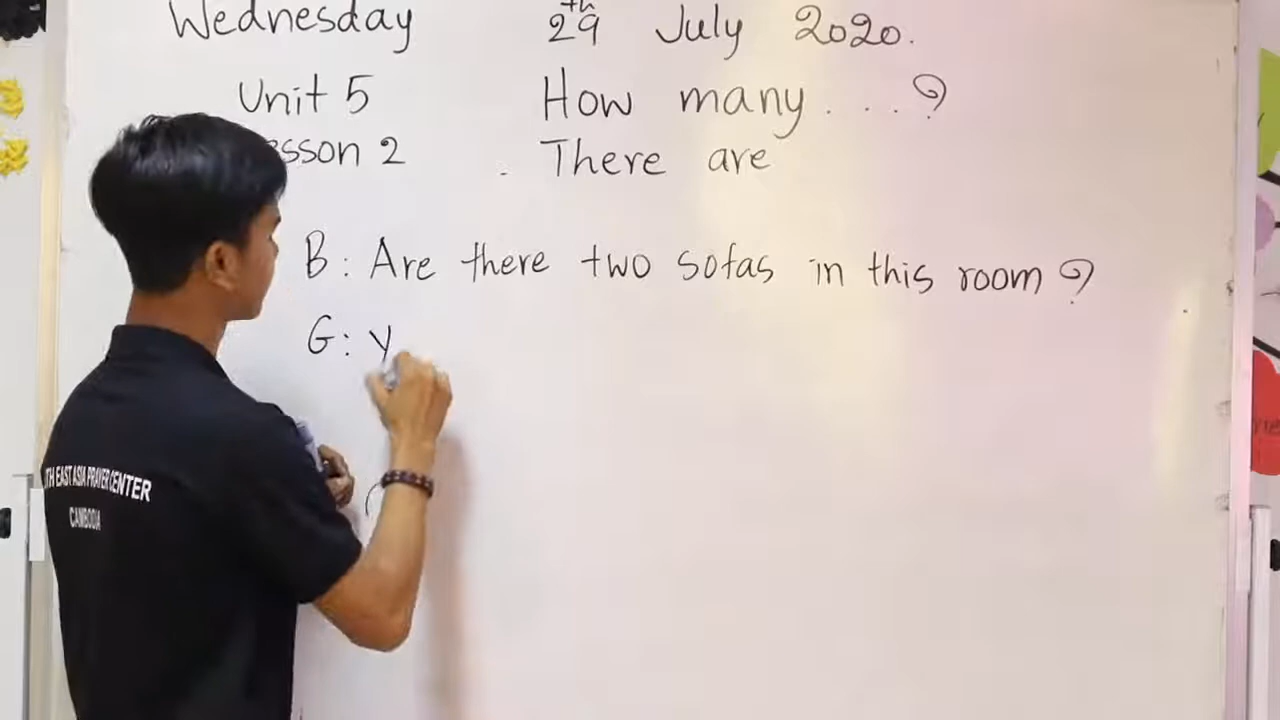 Wednesday 29th July 2020.
Unit 5 How many . . . ?
sson 2 . There are
B: Are there two sofas in this room?
G: y
TH EAST ASIA PRAYER CENTER
CAMBODIA